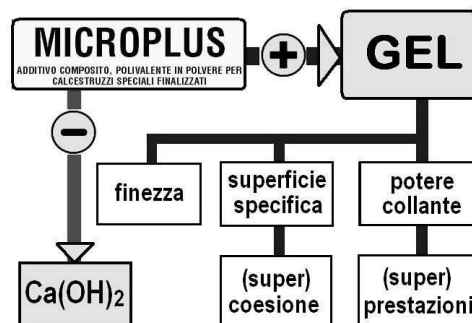 MICROPLUS
ADDITIVO COMPOSITO, POLIVALENTE IN POLVERE PER
CALCESTRUZZI SPECIALI FINALIZZATI
+
GEL
−
finezza
superficie
specifica
potere
collante
Ca(OH)₂
(super)
coesione
(super)
prestazioni